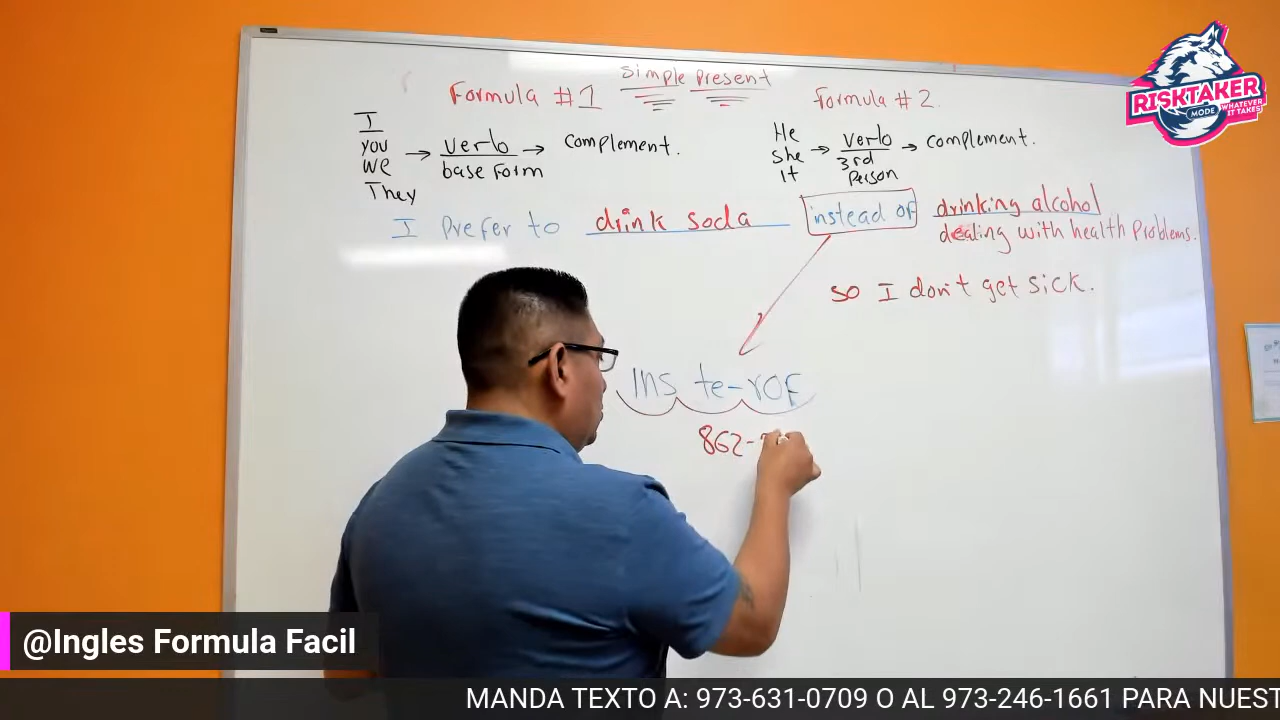 Formula #1
simple present
Formula #2.
I
you
we
They
→ verb → complement.
base Form
He
she
it
→ verb → complement.
3rd
Person
I prefer to drink soda instead of drinking alcohol
dealing with health problems.
so I don't get sick.
Ins te-rOF
862-
RISKTAKER
MODE
WHATEVER
IT TAKES
@Ingles Formula Facil
MANDA TEXTO A: 973-631-0709 O AL 973-246-1661 PARA NUEST